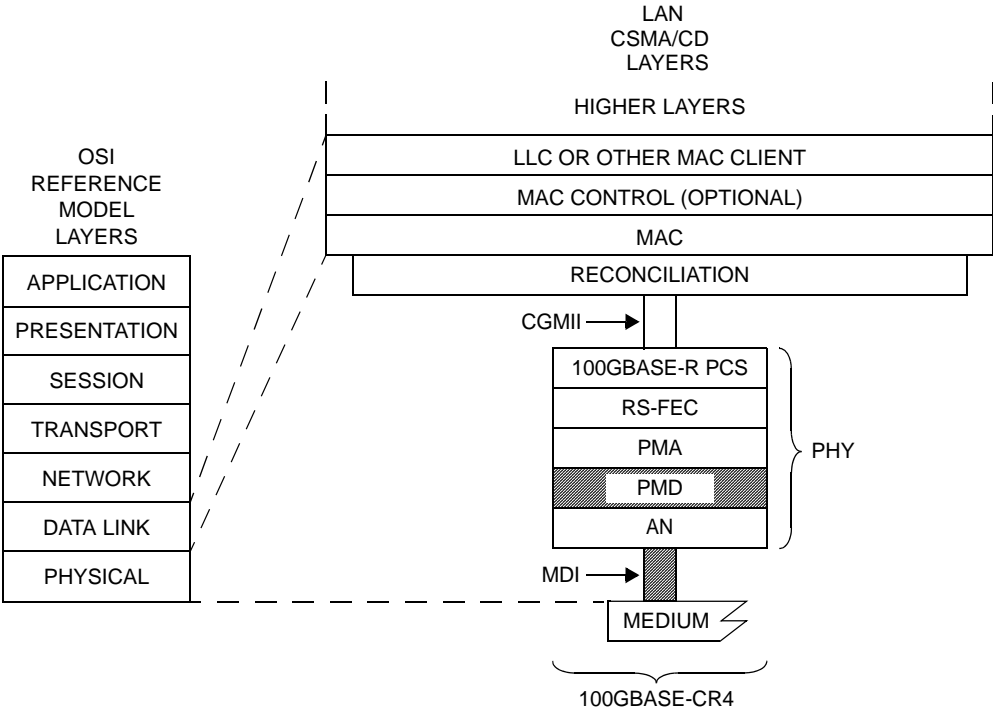 LAN
CSMA/CD
LAYERS
HIGHER LAYERS
LLC OR OTHER MAC CLIENT
MAC CONTROL (OPTIONAL)
MAC
RECONCILIATION
OSI
REFERENCE
MODEL
LAYERS
APPLICATION
PRESENTATION
SESSION
TRANSPORT
NETWORK
DATA LINK
PHYSICAL
CGMII
100GBASE-R PCS
RS-FEC
PMA
PMD
AN
PHY
MDI
MEDIUM
100GBASE-CR4